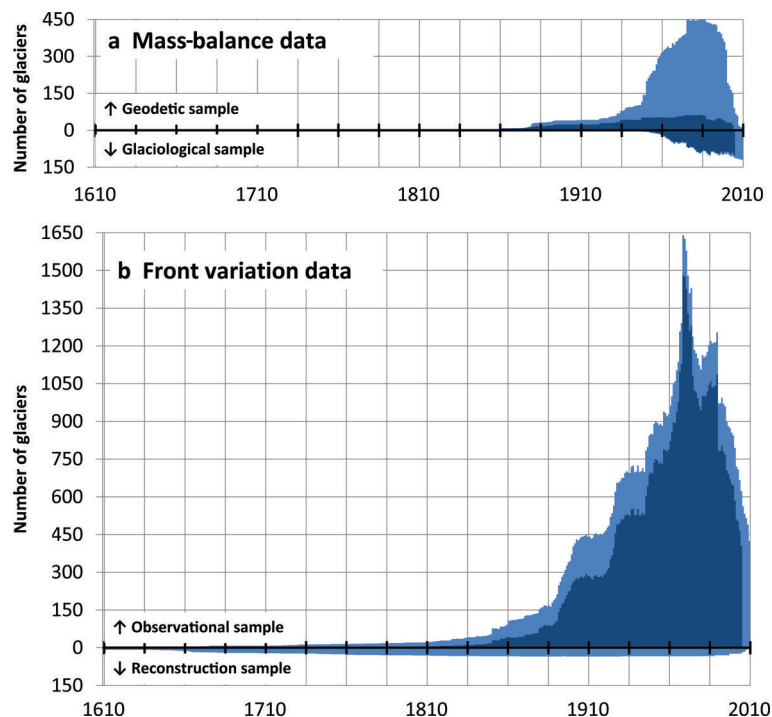 a Mass-balance data
Number of glaciers
450
300
150
0
150
↑ Geodetic sample
↓ Glaciological sample
1610 1710 1810 1910 2010
b Front variation data
Number of glaciers
1650
1500
1350
1200
1050
900
750
600
450
300
150
0
150
↑ Observational sample
↓ Reconstruction sample
1610 1710 1810 1910 2010